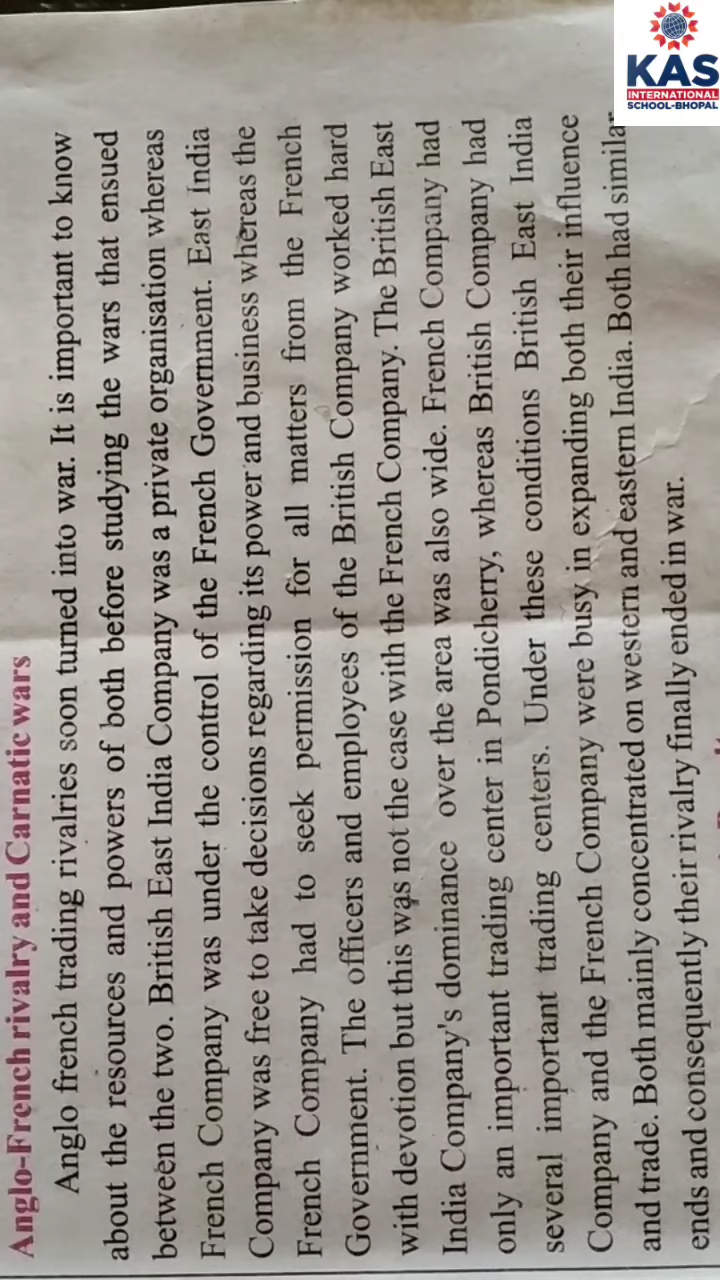 KAS
INTERNATIONAL
SCHOOL-BHOPAL
Anglo-French rivalry and Carnatic wars
Anglo french trading rivalries soon turned into war. It is important to know
about the resources and powers of both before studying the wars that ensued
between the two. British East India Company was a private organisation whereas
French Company was under the control of the French Government. East India
Company was free to take decisions regarding its power and business whereas the
French Company had to seek permission for all matters from the French
Government. The officers and employees of the British Company worked hard
with devotion but this was not the case with the French Company. The British East
India Company's dominance over the area was also wide. French Company had
only an important trading center in Pondicherry, whereas British Company had
several important trading centers. Under these conditions British East India
Company and the French Company were busy in expanding both their influence
and trade. Both mainly concentrated on western and eastern India. Both had similar
ends and consequently their rivalry finally ended in war.